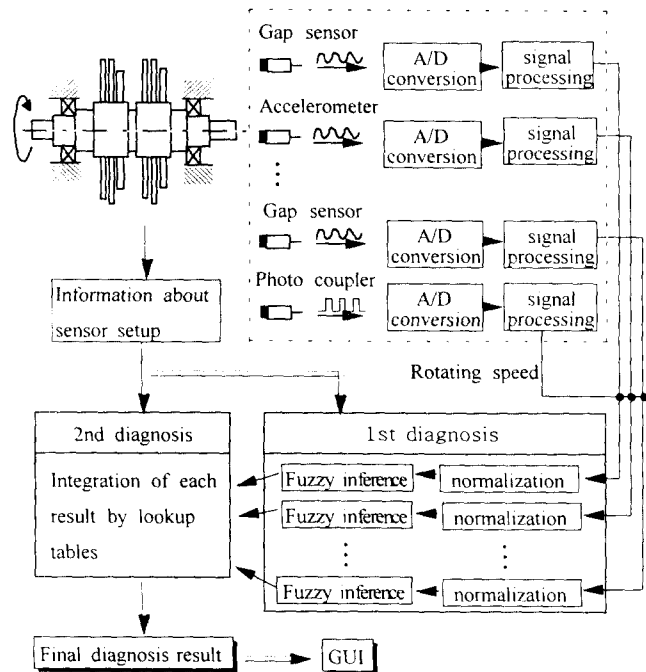 Gap sensor
A/D
conversion
signal
processing
Accelerometer
A/D
conversion
signal
processing
Gap sensor
A/D
conversion
signal
processing
Photo coupler
A/D
conversion
signal
processing
Information about
sensor setup
Rotating speed
2nd diagnosis
Integration of each
result by lookup
tables
1st diagnosis
Fuzzy inference
normalization
Fuzzy inference
normalization
Fuzzy inference
normalization
Final diagnosis result
GUI